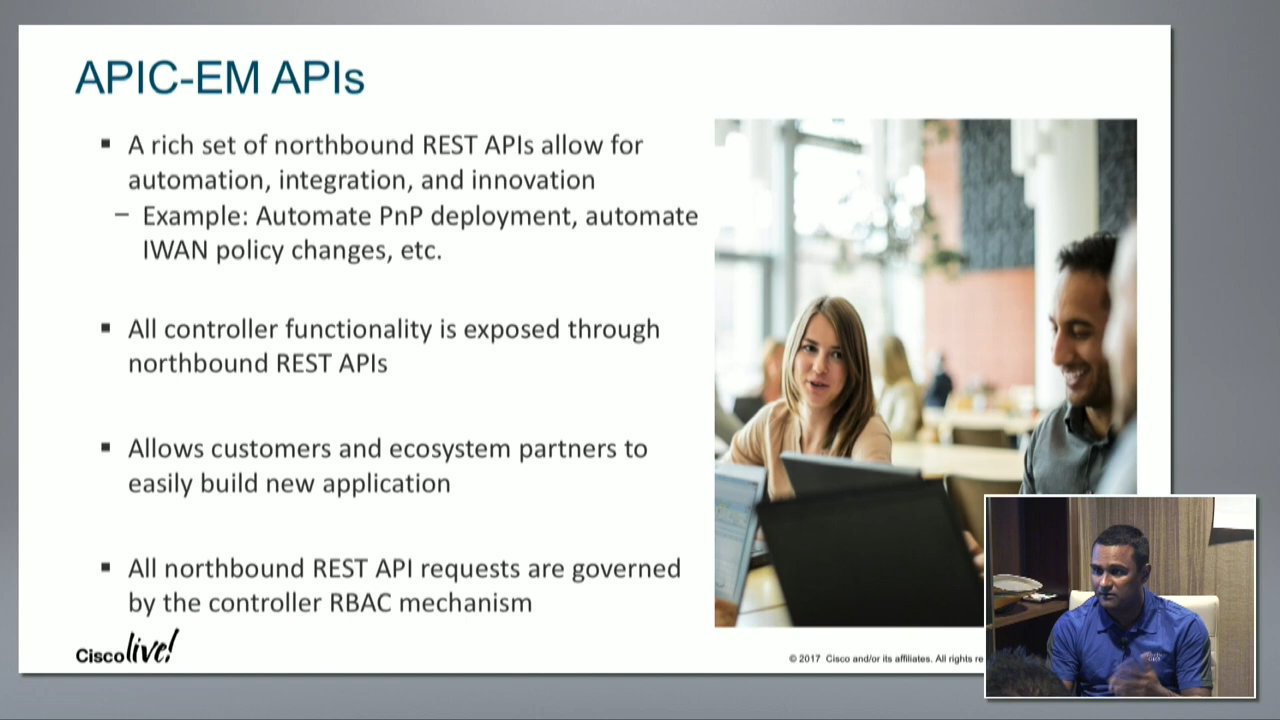 APIC-EM APIs
▪ A rich set of northbound REST APIs allow for
automation, integration, and innovation
– Example: Automate PnP deployment, automate
IWAN policy changes, etc.
▪ All controller functionality is exposed through
northbound REST APIs
▪ Allows customers and ecosystem partners to
easily build new application
▪ All northbound REST API requests are governed
by the controller RBAC mechanism
Cisco live!
© 2017 Cisco and/or its affiliates. All rights re